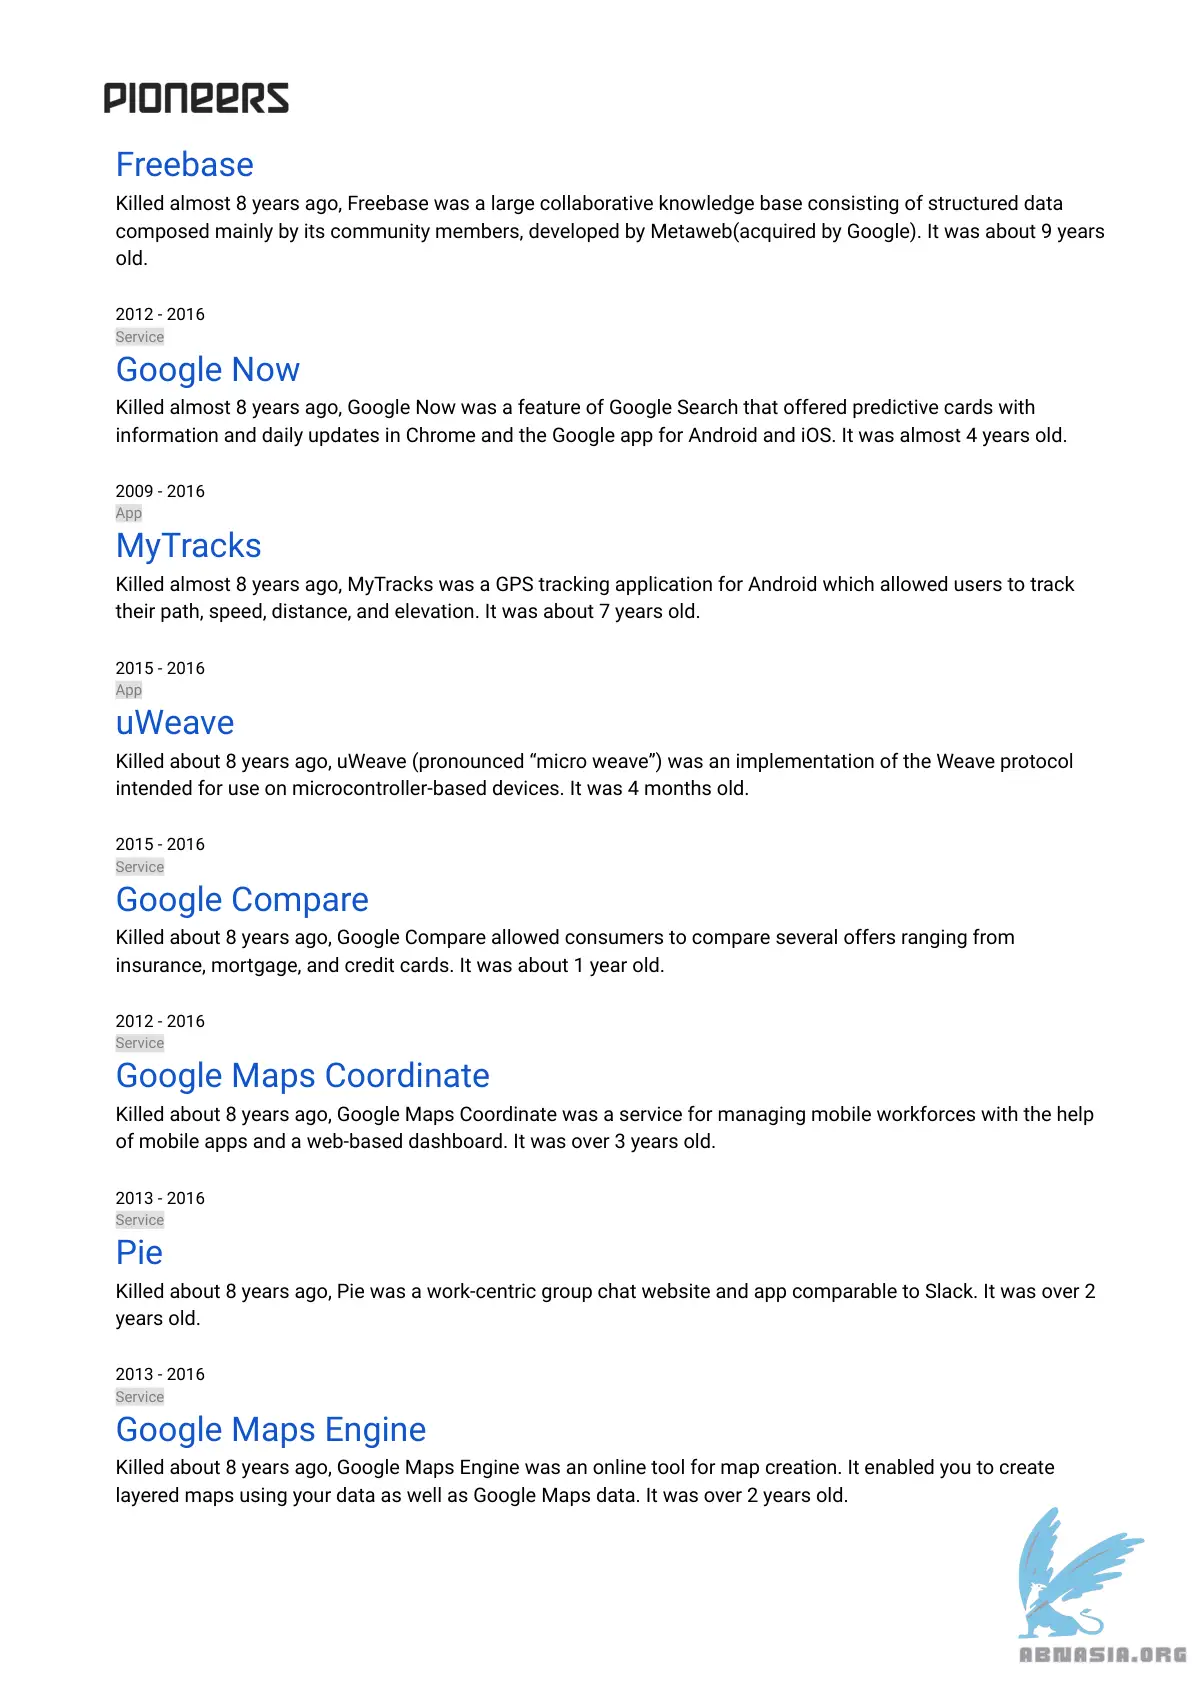 PIONEERS
Freebase
Killed almost 8 years ago, Freebase was a large collaborative knowledge base consisting of structured data
composed mainly by its community members, developed by Metaweb(acquired by Google). It was about 9 years
old.
2012 - 2016
Service
Google Now
Killed almost 8 years ago, Google Now was a feature of Google Search that offered predictive cards with
information and daily updates in Chrome and the Google app for Android and iOS. It was almost 4 years old.
2009 - 2016
App
MyTracks
Killed almost 8 years ago, MyTracks was a GPS tracking application for Android which allowed users to track
their path, speed, distance, and elevation. It was about 7 years old.
2015 - 2016
App
uWeave
Killed about 8 years ago, uWeave (pronounced “micro weave”) was an implementation of the Weave protocol
intended for use on microcontroller-based devices. It was 4 months old.
2015 - 2016
Service
Google Compare
Killed about 8 years ago, Google Compare allowed consumers to compare several offers ranging from
insurance, mortgage, and credit cards. It was about 1 year old.
2012 - 2016
Service
Google Maps Coordinate
Killed about 8 years ago, Google Maps Coordinate was a service for managing mobile workforces with the help
of mobile apps and a web-based dashboard. It was over 3 years old.
2013 - 2016
Service
Pie
Killed about 8 years ago, Pie was a work-centric group chat website and app comparable to Slack. It was over 2
years old.
2013 - 2016
Service
Google Maps Engine
Killed about 8 years ago, Google Maps Engine was an online tool for map creation. It enabled you to create
layered maps using your data as well as Google Maps data. It was over 2 years old.
ABNASIA.ORG